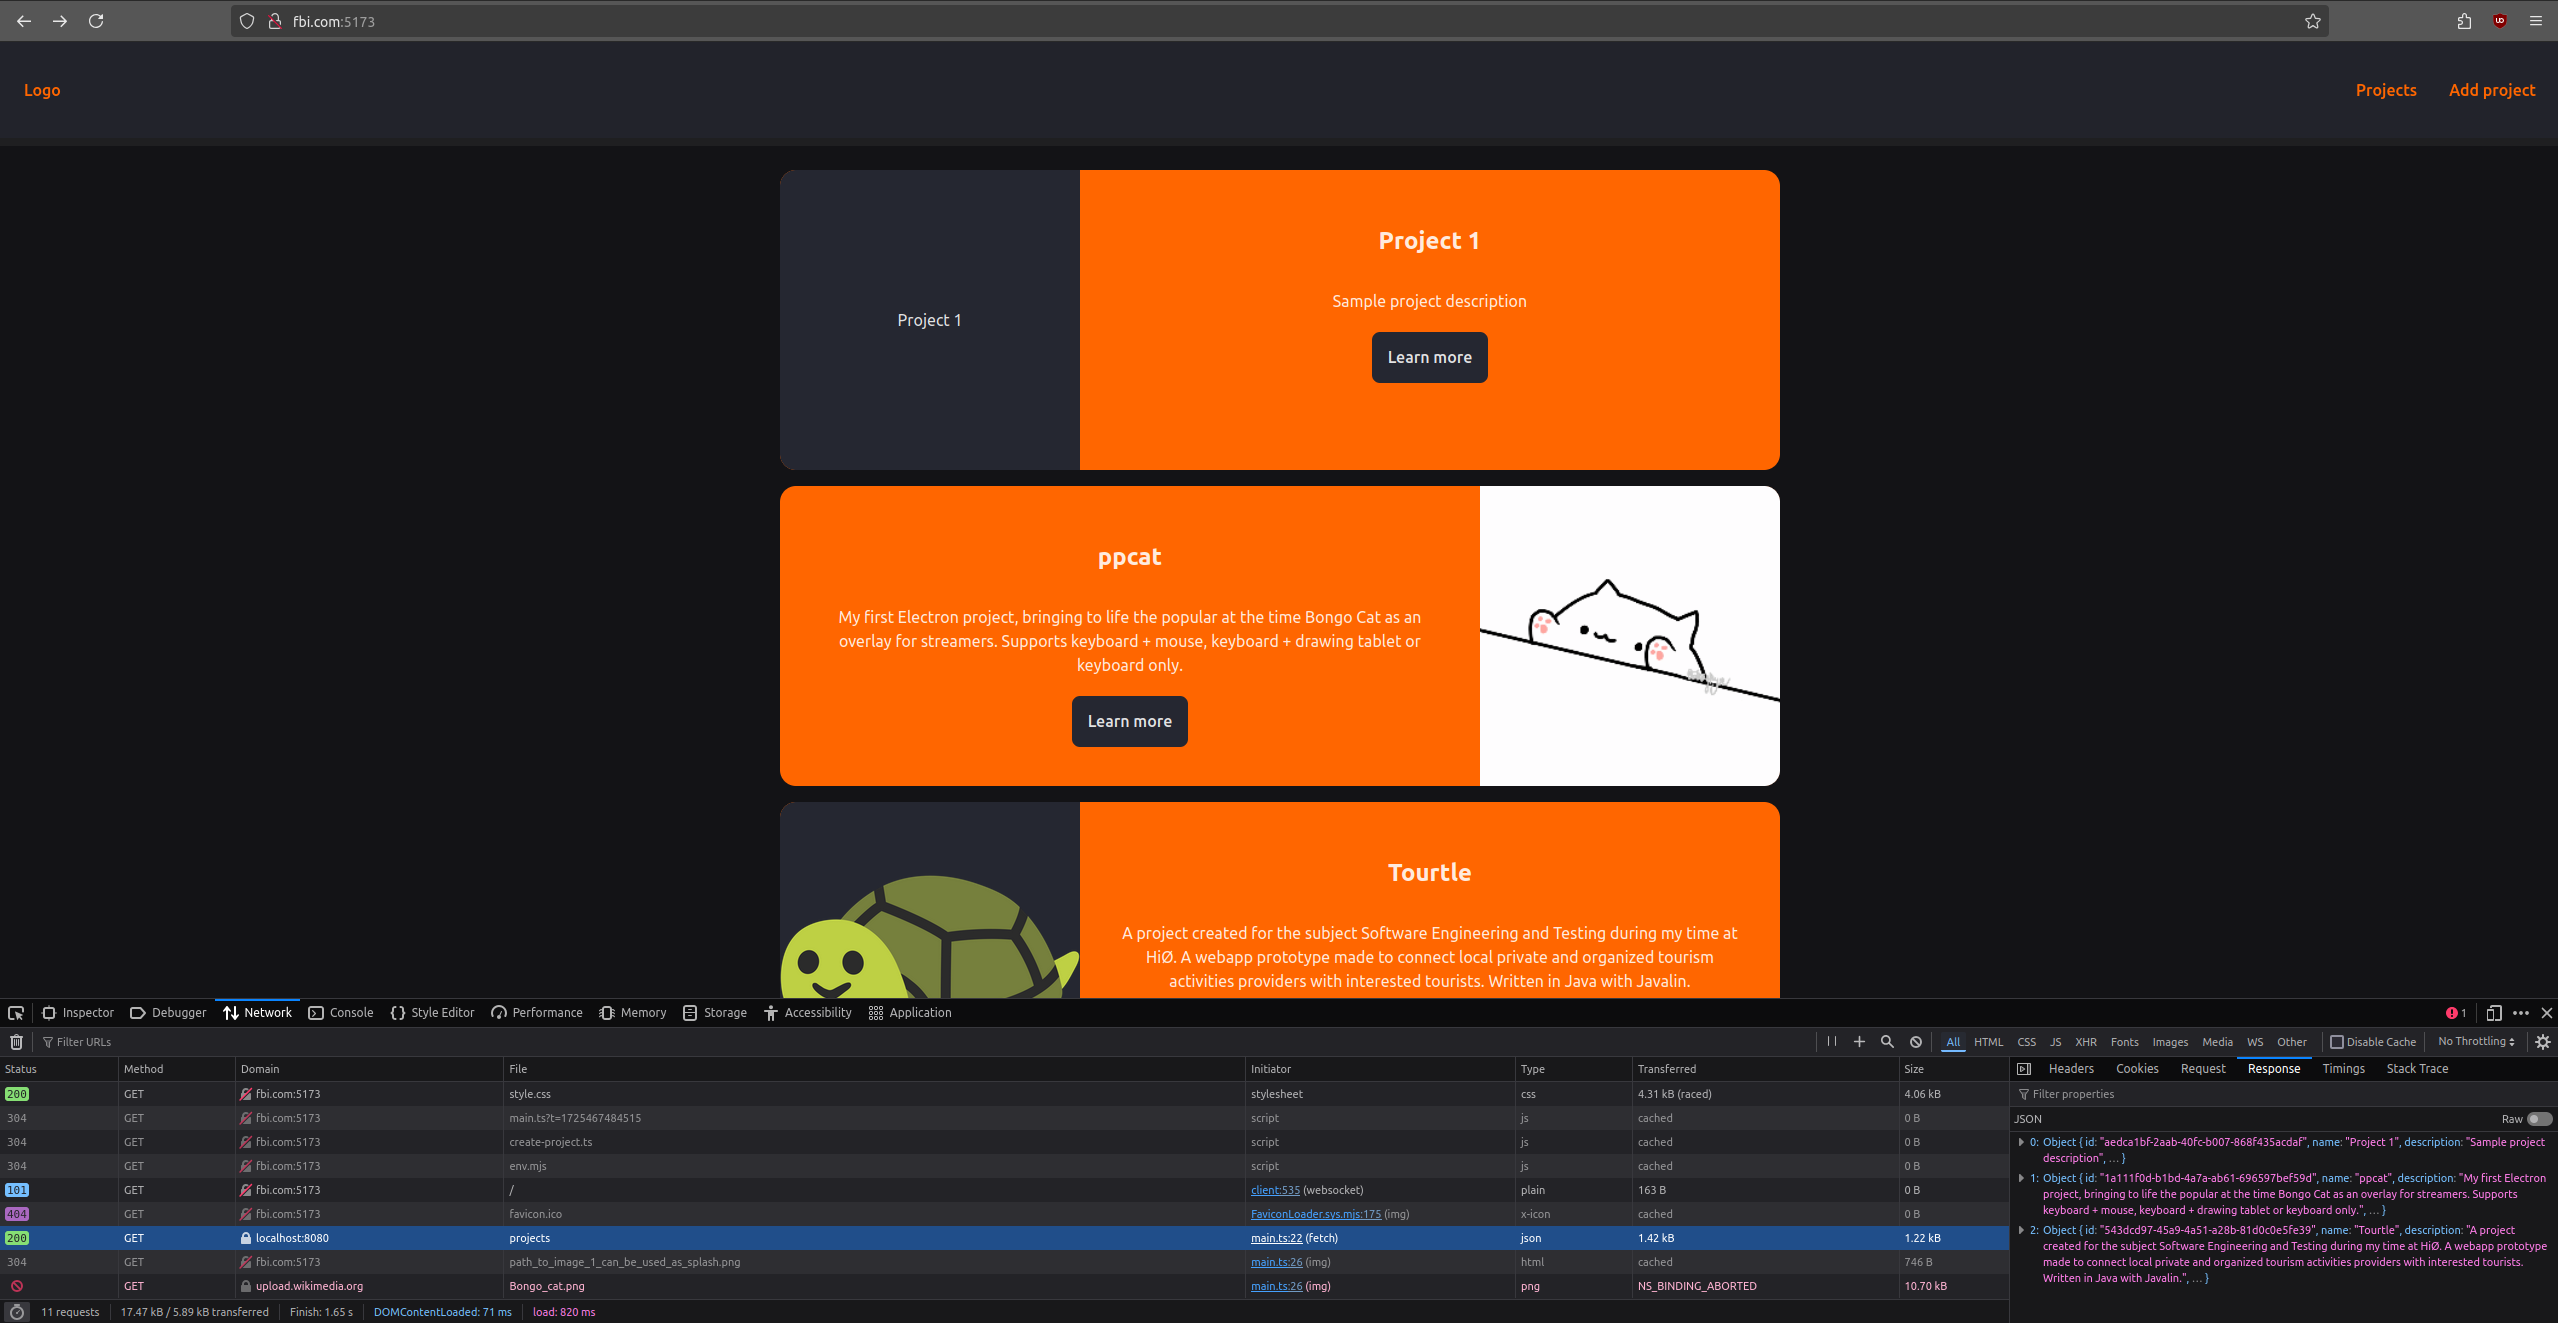 fbi.com:5173
Logo
Projects
Add project
Project 1
Project 1
Sample project description
Learn more
ppcat
My first Electron project, bringing to life the popular at the time Bongo Cat as an
overlay for streamers. Supports keyboard + mouse, keyboard + drawing tablet or
keyboard only.
Learn more
Tourtle
A project created for the subject Software Engineering and Testing during my time at
HiØ. A webapp prototype made to connect local private and organized tourism
activities providers with interested tourists. Written in Java with Javalin.
Inspector Debugger Network Console Style Editor Performance Memory Storage Accessibility Application 1
Filter URLs All HTML CSS JS XHR Fonts Images Media WS Other Disable Cache No Throttling
Status Method Domain File Initiator Type Transferred Size
200 GET fbi.com:5173 style.css stylesheet css 4.31 kB (raced) 4.06 kB
304 GET fbi.com:5173 main.ts?t=1725467484515 script js cached 0 B
304 GET fbi.com:5173 create-project.ts script js cached 0 B
304 GET fbi.com:5173 env.mjs script js cached 0 B
101 GET fbi.com:5173 / client:535 (websocket) plain 163 B 0 B
404 GET fbi.com:5173 favicon.ico FaviconLoader.sys.mjs:175 (img) x-icon cached 0 B
200 GET localhost:8080 projects main.ts:22 (fetch) json 1.42 kB 1.22 kB
304 GET fbi.com:5173 path_to_image_1_can_be_used_as_splash.png main.ts:26 (img) html cached 746 B
GET upload.wikimedia.org Bongo_cat.png main.ts:26 (img) png NS_BINDING_ABORTED 10.70 kB
11 requests 17.47 kB / 5.89 kB transferred Finish: 1.65 s DOMContentLoaded: 71 ms load: 820 ms
Headers Cookies Request Response Timings Stack Trace
Filter properties
JSON Raw
0: Object { id: "aedca1bf-2aab-40fc-b007-868f435acdaf", name: "Project 1", description: "Sample project
description", … }
1: Object { id: "1a111f0d-b1bd-4a7a-ab61-696597bef59d", name: "ppcat", description: "My first Electron
project, bringing to life the popular at the time Bongo Cat as an overlay for streamers. Supports
keyboard + mouse, keyboard + drawing tablet or keyboard only.", … }
2: Object { id: "543dcd97-45a9-4a51-a28b-81d0c0e5fe39", name: "Tourtle", description: "A project
created for the subject Software Engineering and Testing during my time at HiØ. A webapp prototype
made to connect local private and organized tourism activities providers with interested tourists.
Written in Java with Javalin.", … }